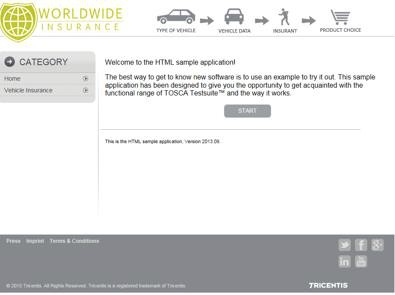 WORLDWIDE
INSURANCE
TYPE OF VEHICLE
VEHICLE DATA
INSURANT
PRODUCT CHOICE
CATEGORY
Home
Vehicle Insurance
Welcome to the HTML sample application!
The best way to get to know new software is to use an example to try it out. This sample
application has been designed to give you the opportunity to get acquainted with the
functional range of TOSCA Testsuite™ and the way it works.
START
This is the HTML sample application. Version 2013.09.
Press Imprint Terms & Conditions
f
g+
in
You
© 2010 Tricentis. All Rights Reserved. Tricentis is a registered trademark of Tricentis
TRICENTIS